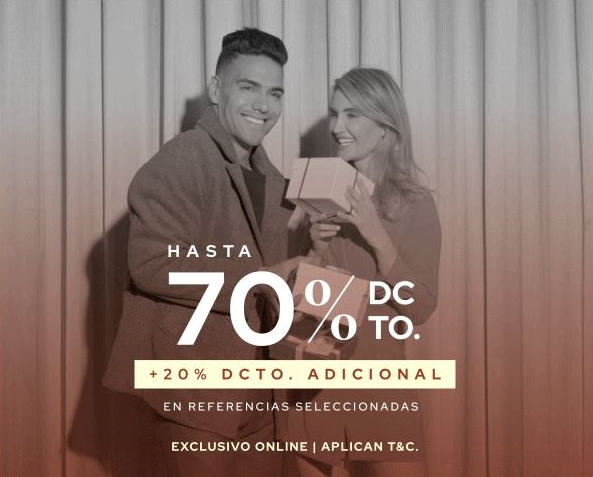 HASTA
70% DC
TO.
+20% DCTO. ADICIONAL
EN REFERENCIAS SELECCIONADAS
EXCLUSIVO ONLINE | APLICAN T&C.